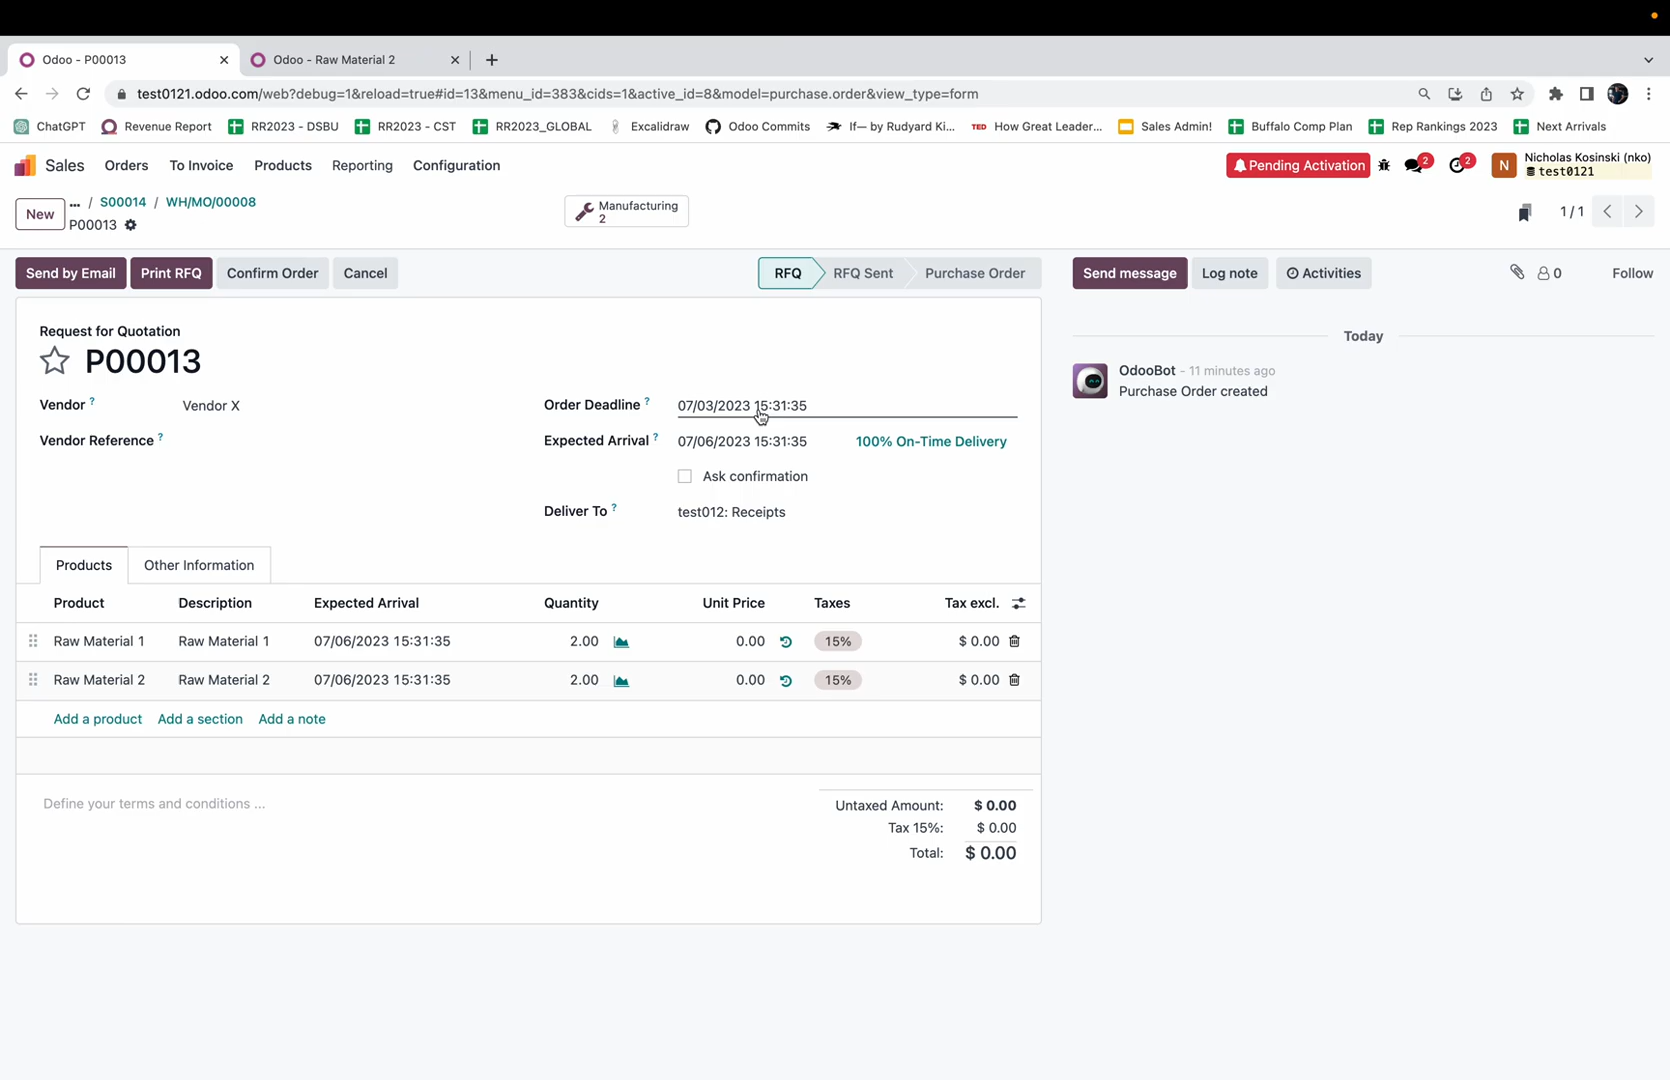 Odoo - P00013
Odoo - Raw Material 2
test0121.odoo.com/web?debug=1&reload=true#id=13&menu_id=383&cids=1&active_id=8&model=purchase.order&view_type=form
ChatGPT Revenue Report RR2023 - DSBU RR2023 - CST RR2023_GLOBAL Excalidraw Odoo Commits If— by Rudyard Ki... TED How Great Leader... Sales Admin! Buffalo Comp Plan Rep Rankings 2023 Next Arrivals
Sales Orders To Invoice Products Reporting Configuration
Pending Activation 2 2 N Nicholas Kosinski (nko)
test0121
New ... / S00014 / WH/MO/00008
P00013
Manufacturing
2
1 / 1
Send by Email Print RFQ Confirm Order Cancel RFQ RFQ Sent Purchase Order
Send message Log note Activities 0 Follow
Request for Quotation
P00013
Vendor ? Vendor X
Vendor Reference ?
Order Deadline ? 07/03/2023 15:31:35
Expected Arrival ? 07/06/2023 15:31:35 100% On-Time Delivery
Ask confirmation
Deliver To ? test012: Receipts
Today
OdooBot - 11 minutes ago
Purchase Order created
Products Other Information
Product Description Expected Arrival Quantity Unit Price Taxes Tax excl.
Raw Material 1 Raw Material 1 07/06/2023 15:31:35 2.00 0.00 15% $ 0.00
Raw Material 2 Raw Material 2 07/06/2023 15:31:35 2.00 0.00 15% $ 0.00
Add a product Add a section Add a note
Define your terms and conditions ...
Untaxed Amount: $ 0.00
Tax 15%: $ 0.00
Total: $ 0.00